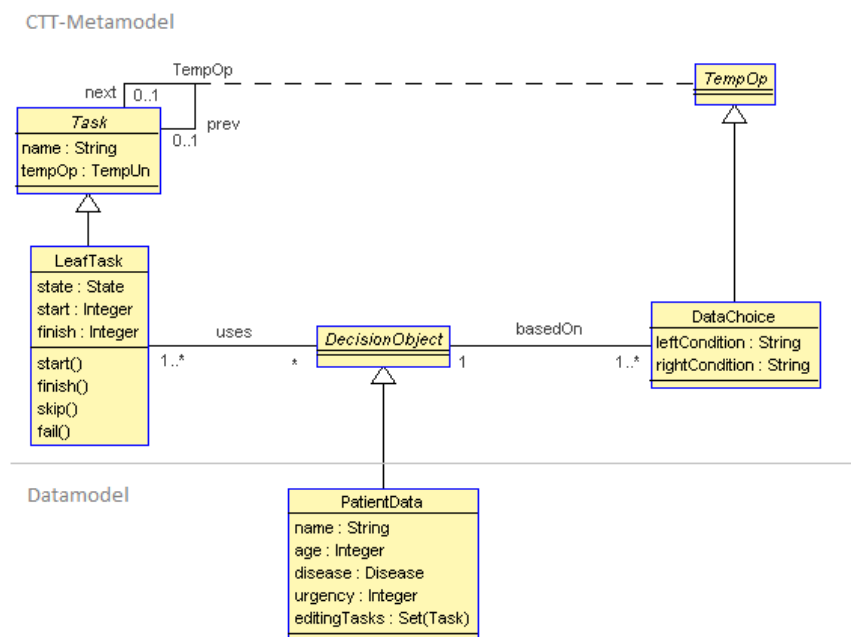 CTT-Metamodel
TempOp
TempOp
next
0..1
Task
prev
0..1
name : String
tempOp : TempUn
LeafTask
state : State
start : Integer
finish : Integer
start()
finish()
skip()
fail()
uses
1..*
*
DecisionObject
basedOn
1
1..*
DataChoice
leftCondition : String
rightCondition : String
Datamodel
PatientData
name : String
age : Integer
disease : Disease
urgency : Integer
editingTasks : Set(Task)